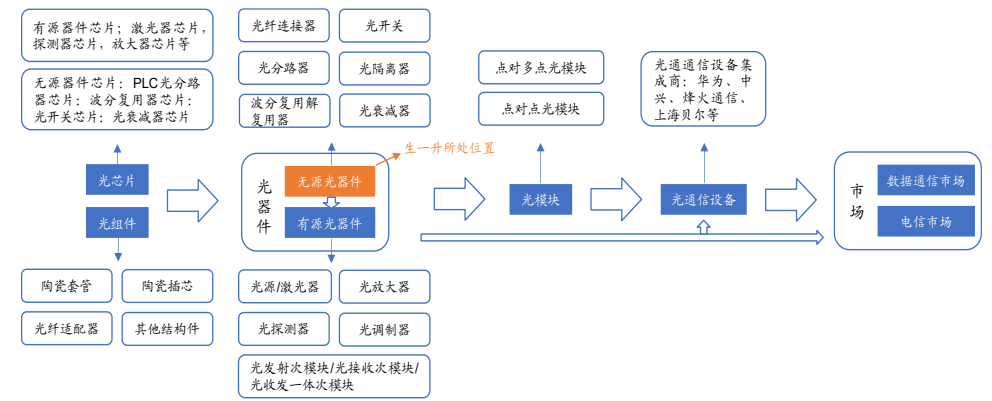 有源器件芯片；激光器芯片，
探测器芯片，放大器芯片等
无源器件芯片：PLC光分路
器芯片：波分复用器芯片：
光开关芯片：光衰减器芯片
光芯片
光组件
陶瓷套管
陶瓷插芯
光纤适配器
其他结构件
光纤连接器
光开关
光分路器
光隔离器
波分复用解
复用器
光衰减器
生一升所处位置
光器件
无源光器件
有源光器件
光源/激光器
光放大器
光探测器
光调制器
光发射次模块/光接收次模块/
光收发一体次模块
点对多点光模块
点对点光模块
光模块
光通通信设备集
成商：华为、中
兴、烽火通信、
上海贝尔等
光通信设备
市场
数据通信市场
电信市场